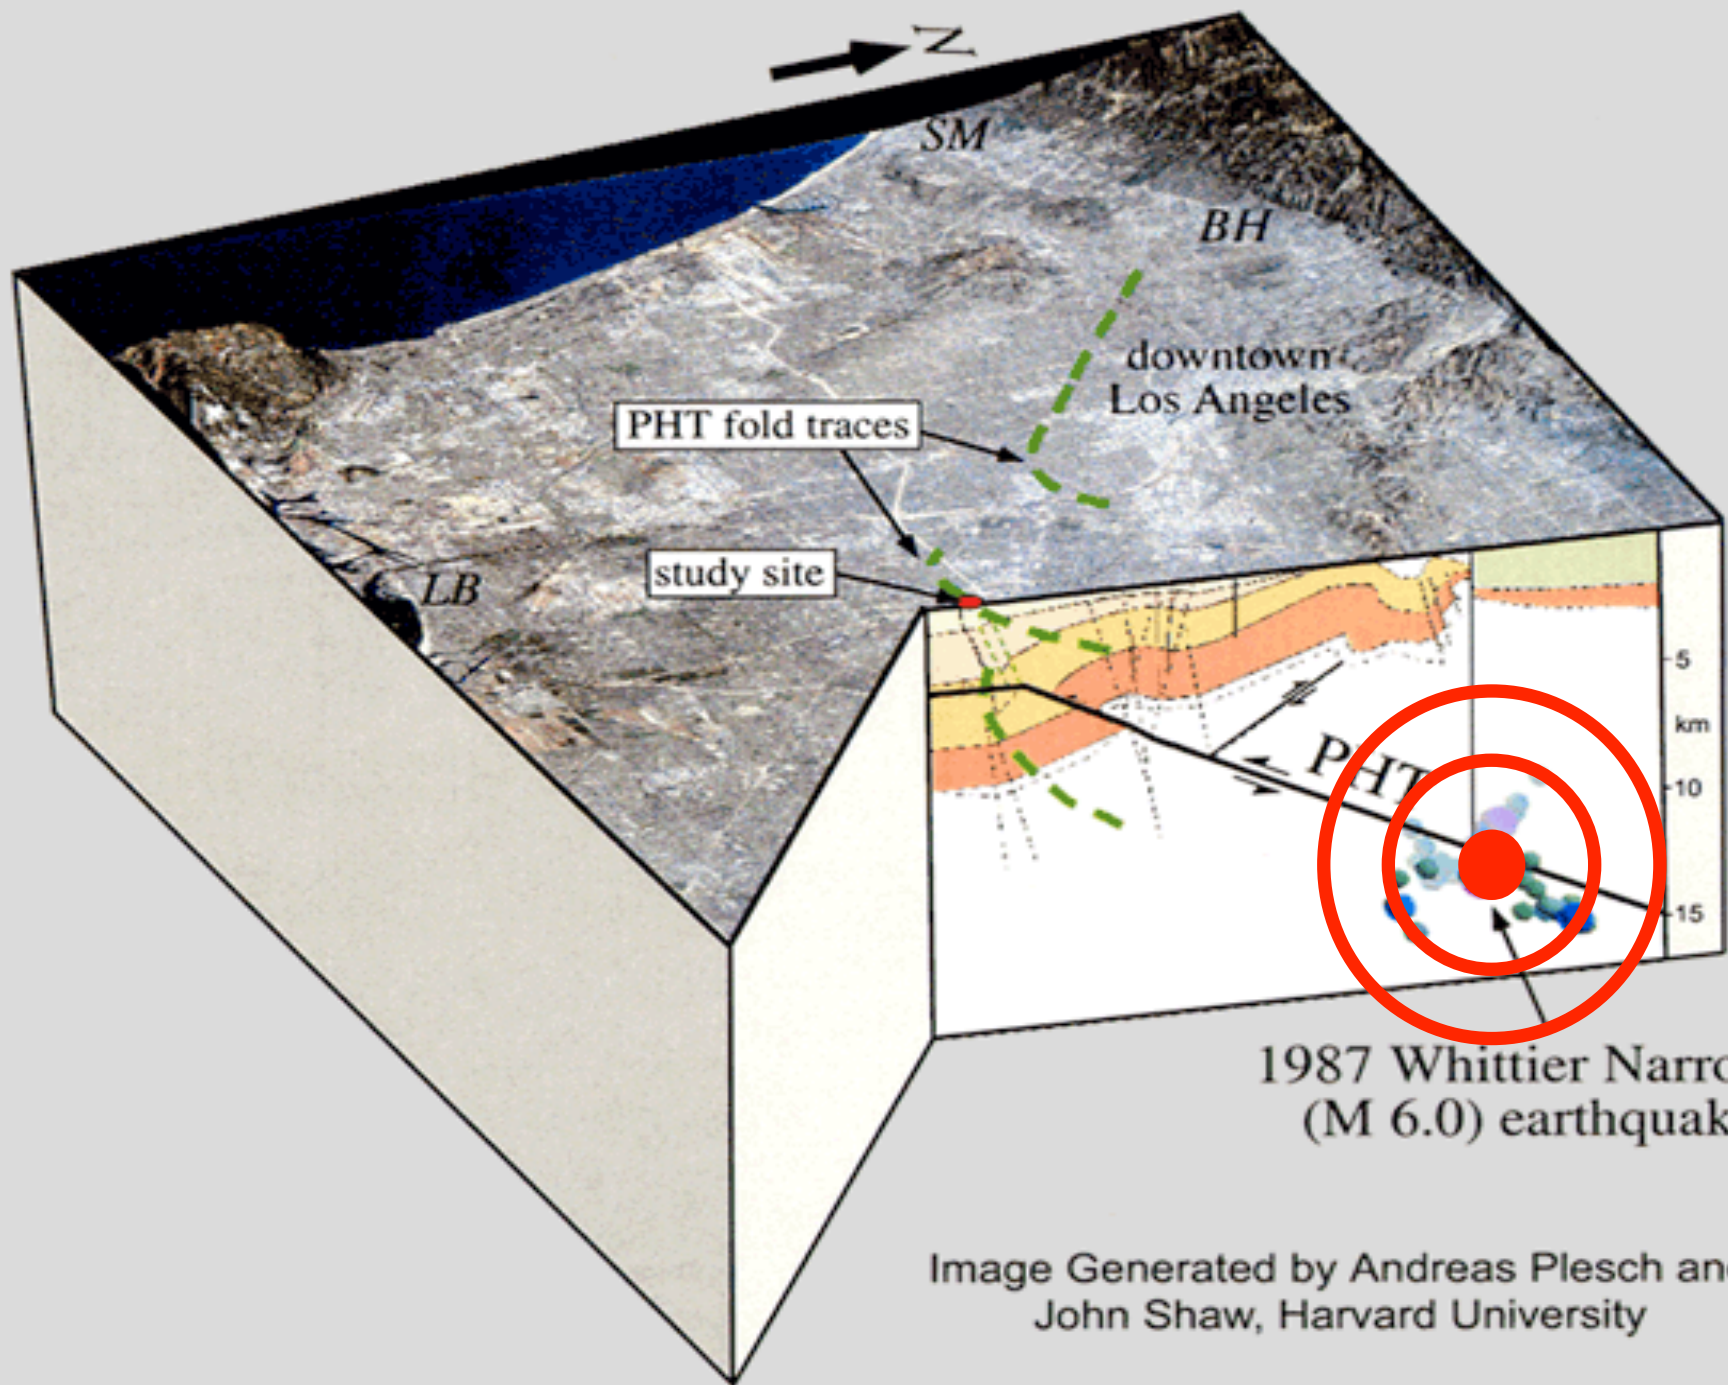 N
SM
BH
downtown
Los Angeles
PHT fold traces
study site
LB
5
km
PHT
10
15
1987 Whittier Narro
(M 6.0) earthquak
Image Generated by Andreas Plesch an
John Shaw, Harvard University